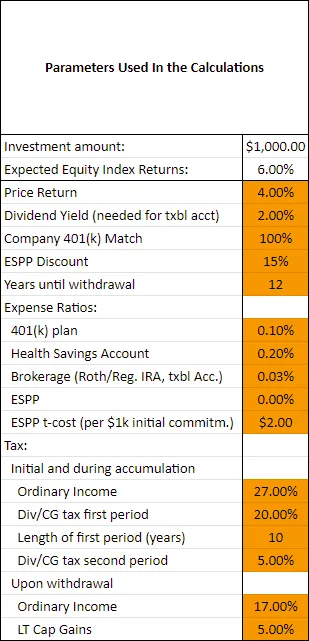 Parameters Used In the Calculations
Investment amount: $1,000.00
Expected Equity Index Returns: 6.00%
Price Return 4.00%
Dividend Yield (needed for txbl acct) 2.00%
Company 401(k) Match 100%
ESPP Discount 15%
Years until withdrawal 12
Expense Ratios:
401(k) plan 0.10%
Health Savings Account 0.20%
Brokerage (Roth/Reg. IRA, txbl Acc.) 0.03%
ESPP 0.00%
ESPP t-cost (per $1k initial commitm.) $2.00
Tax:
Initial and during accumulation
Ordinary Income 27.00%
Div/CG tax first period 20.00%
Length of first period (years) 10
Div/CG tax second period 5.00%
Upon withdrawal
Ordinary Income 17.00%
LT Cap Gains 5.00%